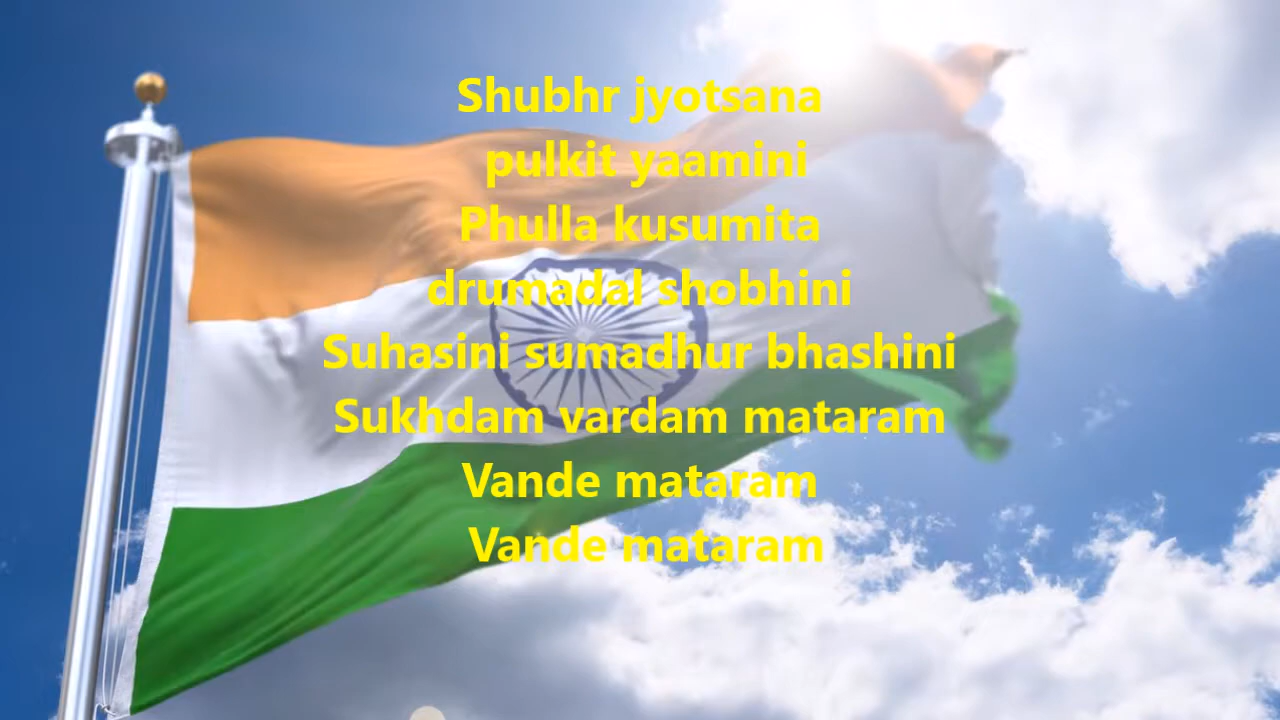 Shubhr jyotsana
pulkit yaamini
Phulla kusumita
drumadal shobhini
Suhasini sumadhur bhashini
Sukhdam vardam mataram
Vande mataram
Vande mataram